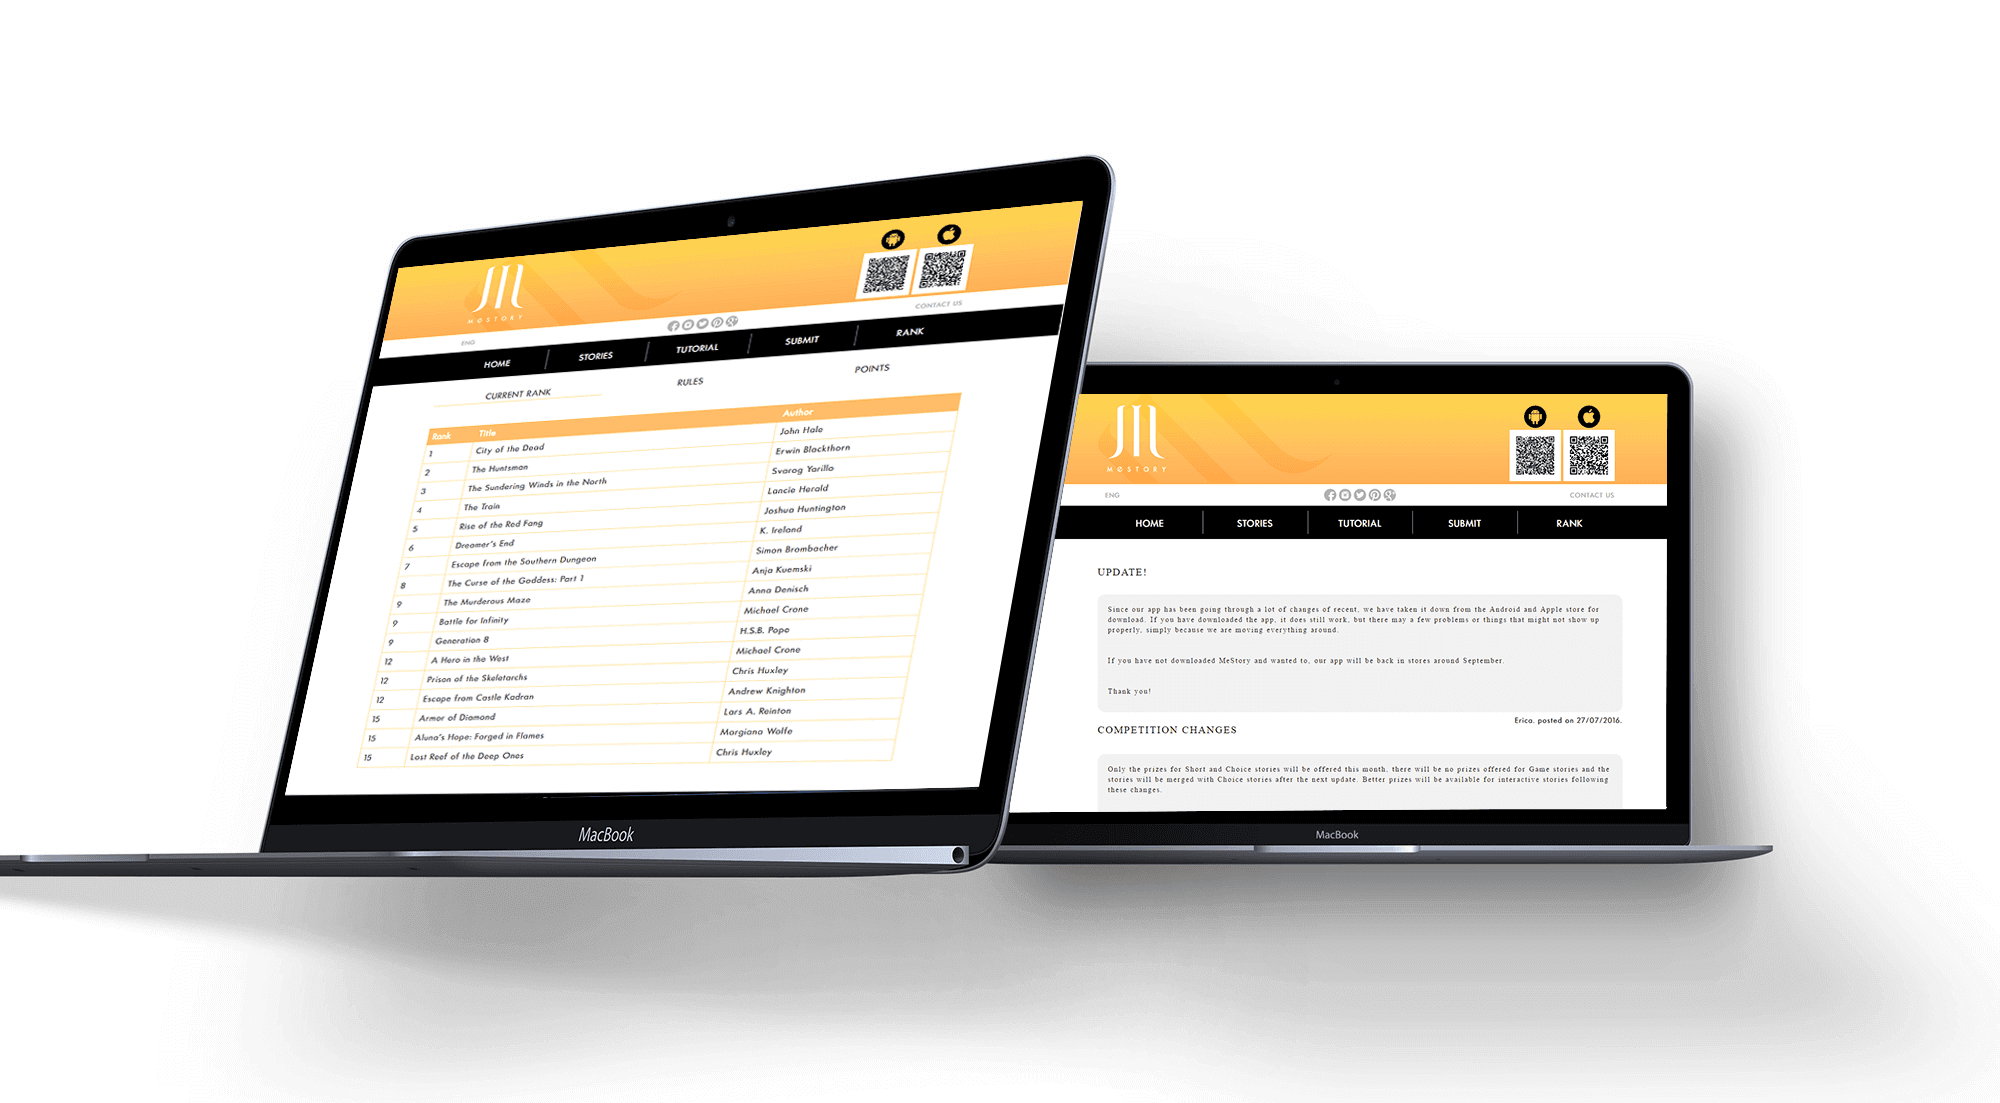 MeSTORY
ENG
CONTACT US
HOME STORIES TUTORIAL SUBMIT RANK
CURRENT RANK RULES POINTS
Rank Title Author
1 City of the Dead John Hale
2 The Huntsman Erwin Blackthorn
3 The Sundering Winds in the North Svarog Yarilo
4 The Train Lancie Herald
5 Rise of the Red Fang Joshua Huntington
6 Dreamer's End K. Ireland
7 Escape from the Southern Dungeon Simon Brombacher
8 The Curse of the Goddess: Part 1 Anja Kuemski
9 The Murderous Maze Anna Denisch
9 Battle for Infinity Michael Crane
9 Generation 8 H.S.B. Pope
12 A Hero in the West Michael Crane
12 Prison of the Skeletarchs Chris Huxley
12 Escape from Castle Kadran Andrew Knighton
15 Armor of Diamond Lars A. Reinton
15 Aluna's Hope: Forged in Flames Margiana Wolfe
15 Lost Reef of the Deep Ones Chris Huxley
MacBook
MeSTORY
ENG
CONTACT US
HOME STORIES TUTORIAL SUBMIT RANK
UPDATE!
Since our app has been going through a lot of changes of recent, we have taken it down from the Android and Apple store for
download. If you have downloaded the app, it does still work, but there may a few problems or things that might not show up
properly, simply because we are moving everything around.
If you have not downloaded MeStory and wanted to, our app will be back in stores around September.
Thank you!
Erica. posted on 27/07/2016.
COMPETITION CHANGES
Only the prizes for Short and Choice stories will be offered this month, there will be no prizes offered for Game stories and the
stories will be merged with Choice stories after the next update. Better prizes will be available for interactive stories following
these changes.
MacBook